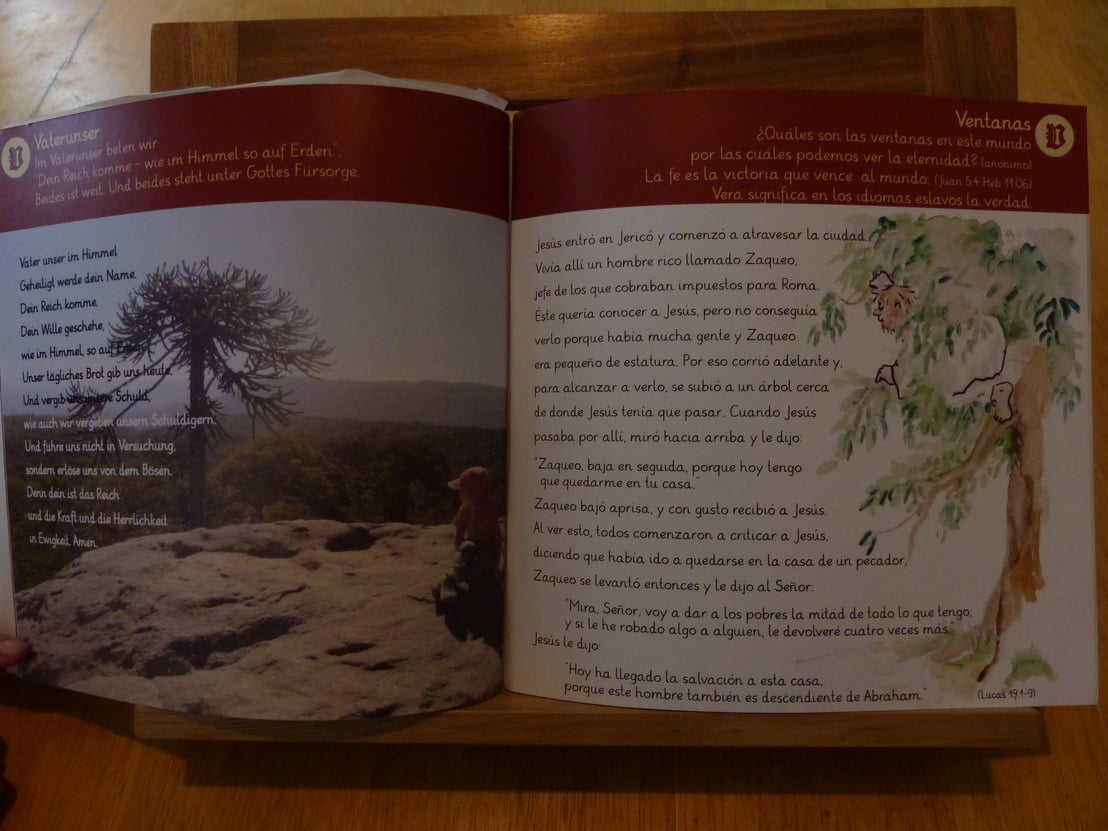 V
Vaterunser
Im Vaterunser beten wir
"Dein Reich komme – wie im Himmel so auf Erden".
Beides ist weit. Und beides steht unter Gottes Fürsorge.
Vater unser im Himmel
Geheiligt werde dein Name,
Dein Reich komme,
Dein Wille geschehe,
wie im Himmel, so auf Erden.
Unser tägliches Brot gib uns heute,
Und vergib uns unsere Schuld,
wie auch wir vergeben unsern Schuldigern.
Und führe uns nicht in Versuchung,
sondern erlöse uns von dem Bösen.
Denn dein ist das Reich
und die Kraft und die Herrlichkeit
in Ewigkeit. Amen.
Ventanas
V
¿Quáles son las ventanas en este mundo
por las cuáles podemos ver la eternidad? (anónimo)
La fe es la victoria que vence al mundo. (Juan 5.4 Heb 11.06)
Vera significa en los idiomas eslavos la verdad.
Jesús entró en Jericó y comenzó a atravesar la ciudad.
Vivía allí un hombre rico llamado Zaqueo,
jefe de los que cobraban impuestos para Roma.
Éste quería conocer a Jesús, pero no conseguía
verlo porque había mucha gente y Zaqueo
era pequeño de estatura. Por eso corrió adelante y,
para alcanzar a verlo, se subió a un árbol cerca
de donde Jesús tenía que pasar. Cuando Jesús
pasaba por allí, miró hacia arriba y le dijo:
"Zaqueo, baja en seguida, porque hoy tengo
que quedarme en tu casa."
Zaqueo bajó aprisa, y con gusto recibió a Jesús.
Al ver esto, todos comenzaron a criticar a Jesús,
diciendo que había ido a quedarse en la casa de un pecador,
Zaqueo se levantó entonces y le dijo al Señor:
"Mira, Señor, voy a dar a los pobres la mitad de todo lo que tengo;
y si le he robado algo a alguien, le devolveré cuatro veces más."
Jesús le dijo:
"Hoy ha llegado la salvación a esta casa,
porque este hombre también es descendiente de Abraham."
(Lucas 19,1-9)